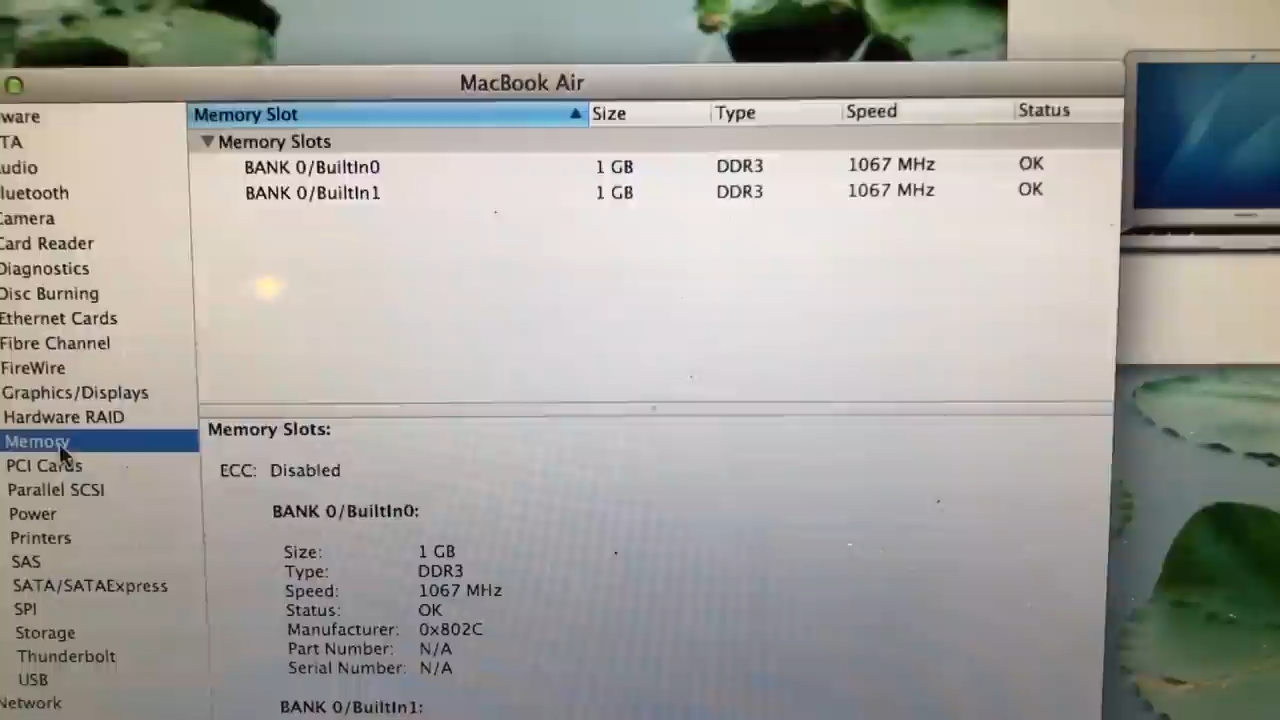 MacBook Air
ware
TA
udio
luetooth
Camera
Card Reader
Diagnostics
Disc Burning
Ethernet Cards
Fibre Channel
FireWire
Graphics/Displays
Hardware RAID
Memory
PCI Cards
Parallel SCSI
Power
Printers
SAS
SATA/SATAExpress
SPI
Storage
Thunderbolt
USB
Network
Memory Slot Size Type Speed Status
Memory Slots
BANK 0/BuiltIn0 1 GB DDR3 1067 MHz OK
BANK 0/BuiltIn1 1 GB DDR3 1067 MHz OK
Memory Slots:
ECC: Disabled
BANK 0/BuiltIn0:
Size: 1 GB
Type: DDR3
Speed: 1067 MHz
Status: OK
Manufacturer: 0x802C
Part Number: N/A
Serial Number: N/A
BANK 0/BuiltIn1: